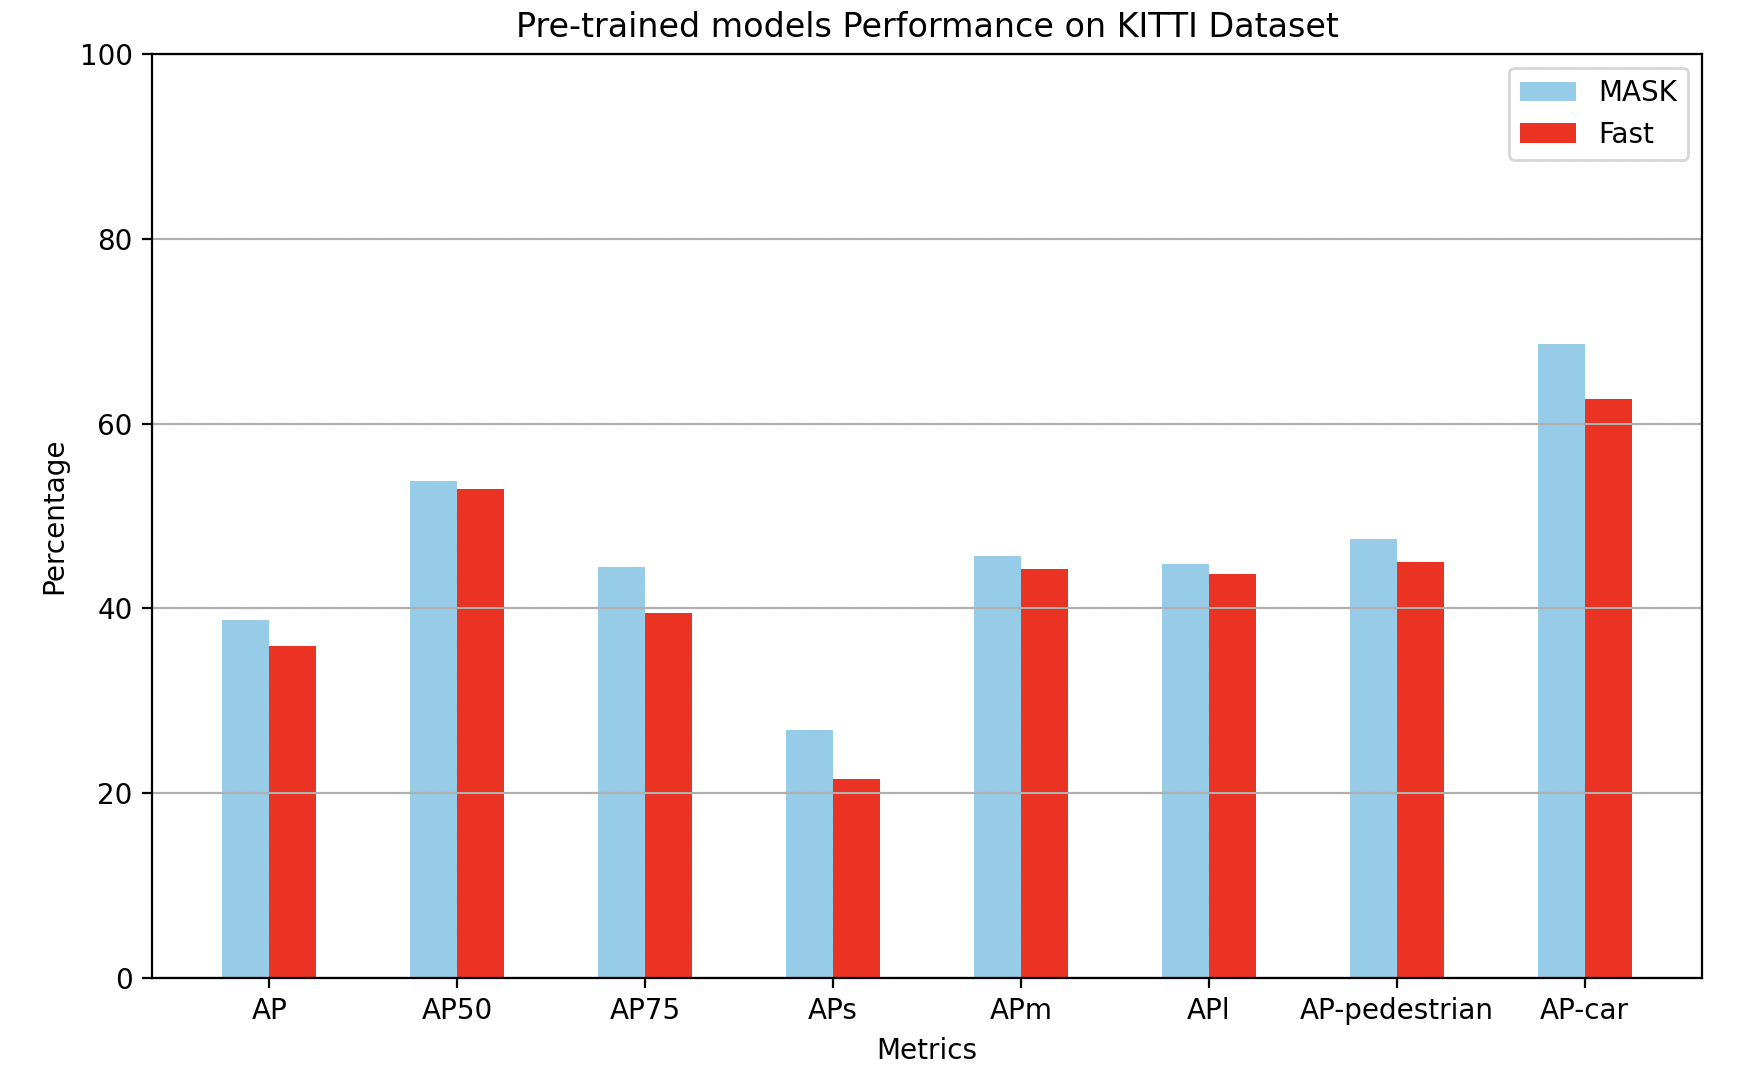 Pre-trained models Performance on KITTI Dataset
100
80
60
40
20
0
Percentage
MASK
Fast
AP AP50 AP75 APs APm APl AP-pedestrian AP-car
Metrics